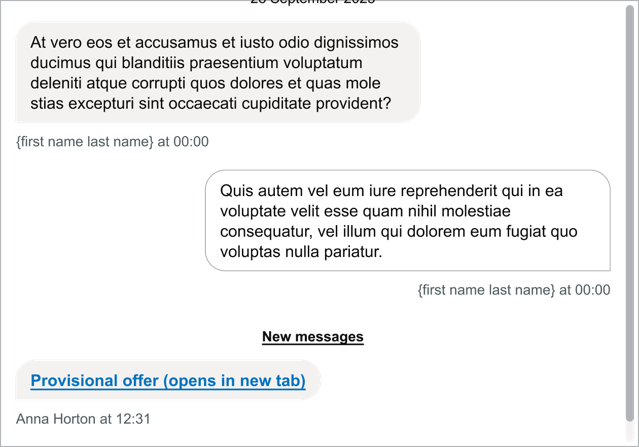 At vero eos et accusamus et iusto odio dignissimos
ducimus qui blanditiis praesentium voluptatum
deleniti atque corrupti quos dolores et quas mole
stias excepturi sint occaecati cupiditate provident?
{first name last name} at 00:00
Quis autem vel eum iure reprehenderit qui in ea
voluptate velit esse quam nihil molestiae
consequatur, vel illum qui dolorem eum fugiat quo
voluptas nulla pariatur.
{first name last name} at 00:00
New messages
Provisional offer (opens in new tab)
Anna Horton at 12:31